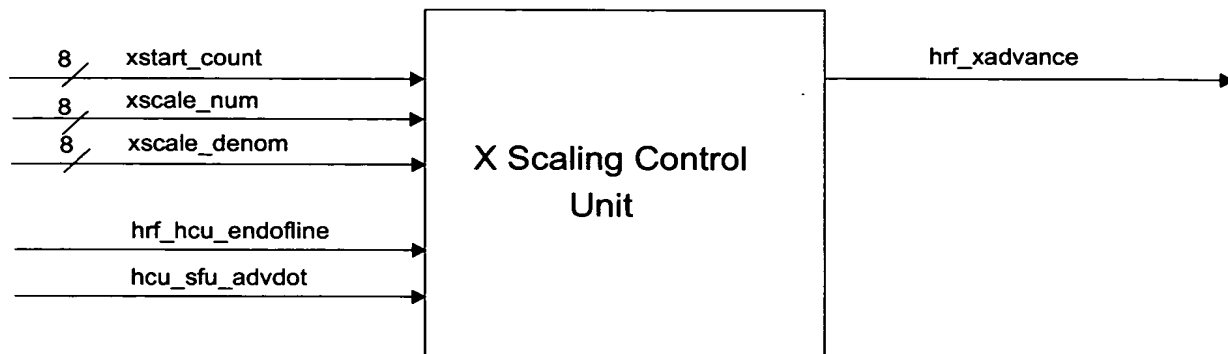 8 xstart_count
hrf_xadvance
8 xscale_num
8 xscale_denom
X Scaling Control
Unit
hrf_hcu_endofline
hcu_sfu_advdot